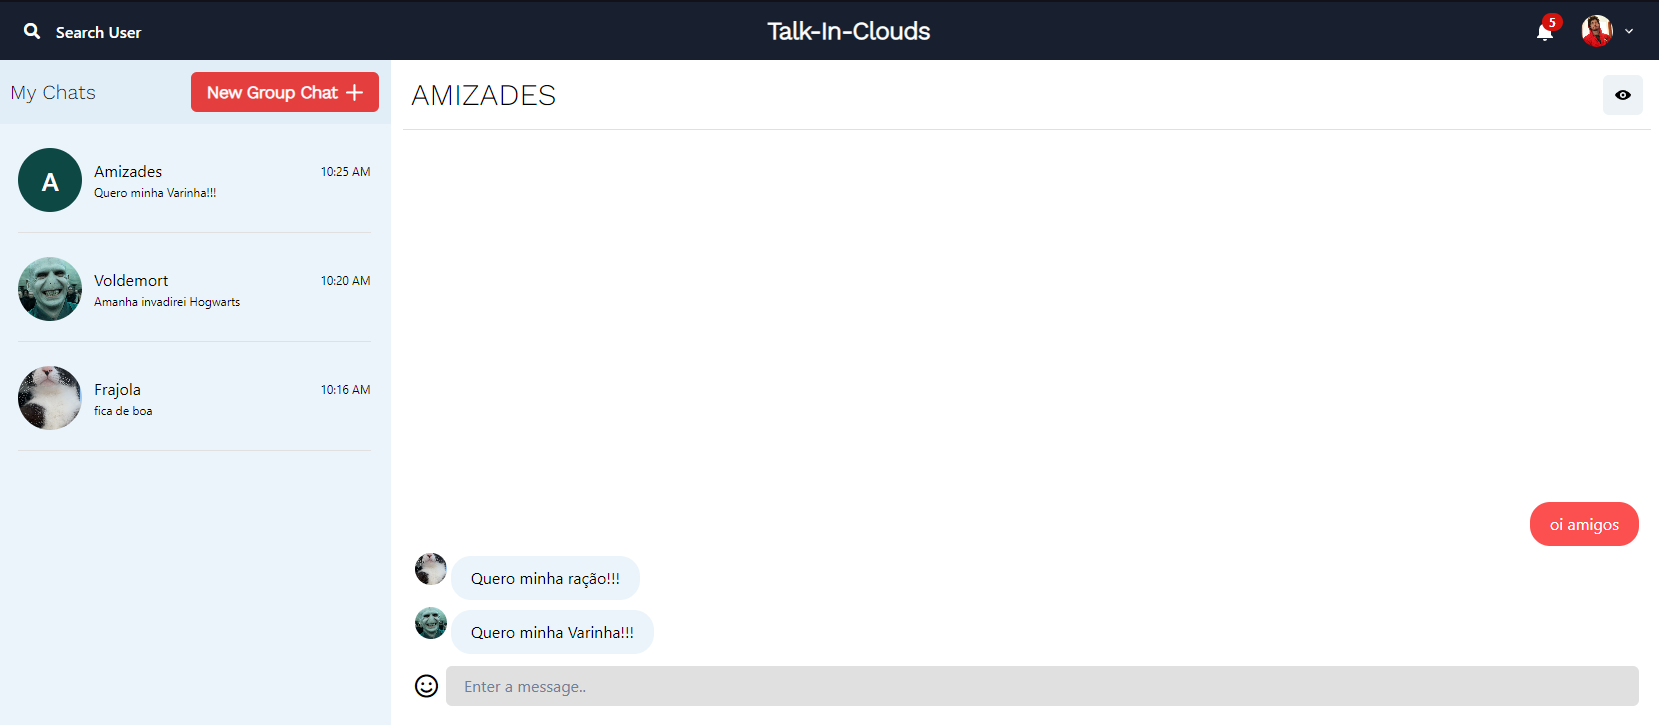 Search User
Talk-In-Clouds
5
My Chats
New Group Chat
A
Amizades
10:25 AM
Quero minha Varinha!!!
Voldemort
10:20 AM
Amanha invadirei Hogwarts
Frajola
10:16 AM
fica de boa
AMIZADES
oi amigos
Quero minha ração!!!
Quero minha Varinha!!!
Enter a message..